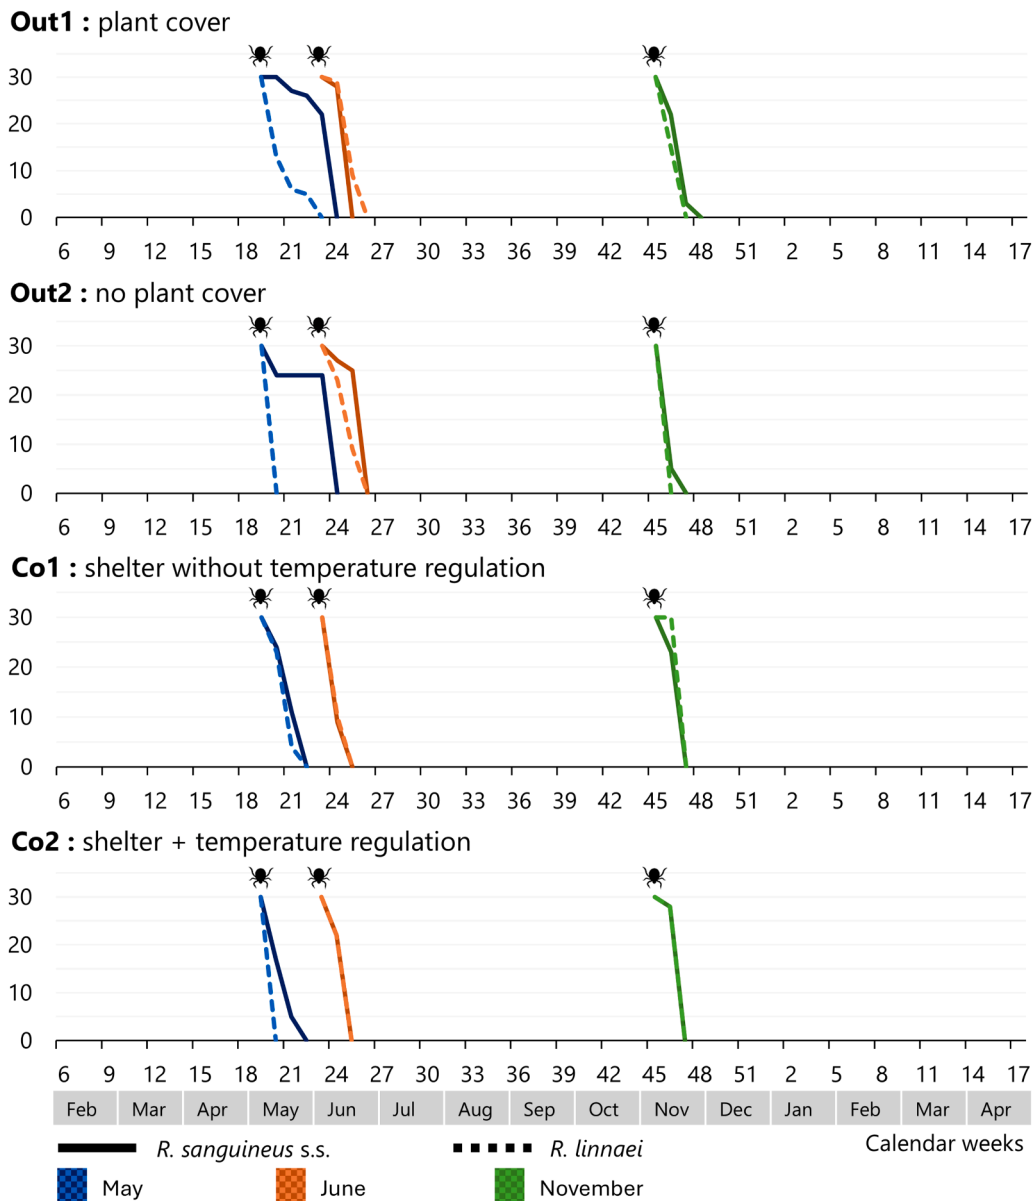 Out1 : plant cover
30
20
10
0
6 9 12 15 18 21 24 27 30 33 36 39 42 45 48 51 2 5 8 11 14 17
Out2 : no plant cover
30
20
10
0
6 9 12 15 18 21 24 27 30 33 36 39 42 45 48 51 2 5 8 11 14 17
Co1 : shelter without temperature regulation
30
20
10
0
6 9 12 15 18 21 24 27 30 33 36 39 42 45 48 51 2 5 8 11 14 17
Co2 : shelter + temperature regulation
30
20
10
0
6 9 12 15 18 21 24 27 30 33 36 39 42 45 48 51 2 5 8 11 14 17
Feb Mar Apr May Jun Jul Aug Sep Oct Nov Dec Jan Feb Mar Apr
R. sanguineus s.s. R. linnaei Calendar weeks
May June November